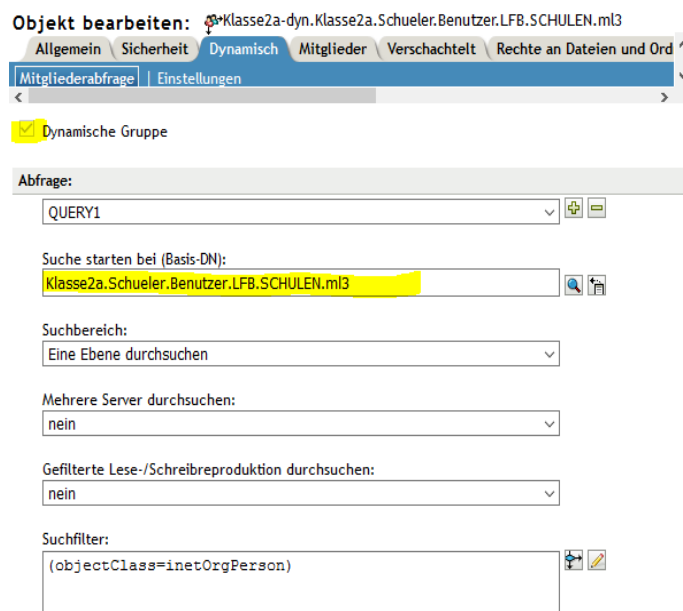 Objekt bearbeiten: Klasse2a-dyn.Klasse2a.Schueler.Benutzer.LFB.SCHULEN.ml3
Allgemein Sicherheit Dynamisch Mitglieder Verschachtelt Rechte an Dateien und Ord
Mitgliederabfrage | Einstellungen
Dynamische Gruppe
Abfrage:
QUERY1
Suche starten bei (Basis-DN):
Klasse2a.Schueler.Benutzer.LFB.SCHULEN.ml3
Suchbereich:
Eine Ebene durchsuchen
Mehrere Server durchsuchen:
nein
Gefilterte Lese-/Schreibreproduktion durchsuchen:
nein
Suchfilter:
(objectClass=inetOrgPerson)